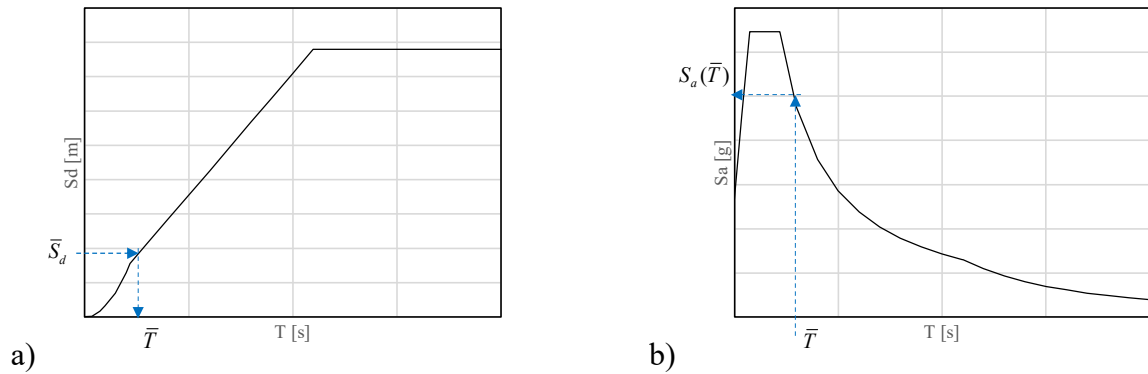 Sd [m]
S̄d
T̄
T [s]
a)
Sa(T̄)
Sa [g]
T [s]
T̄
b)